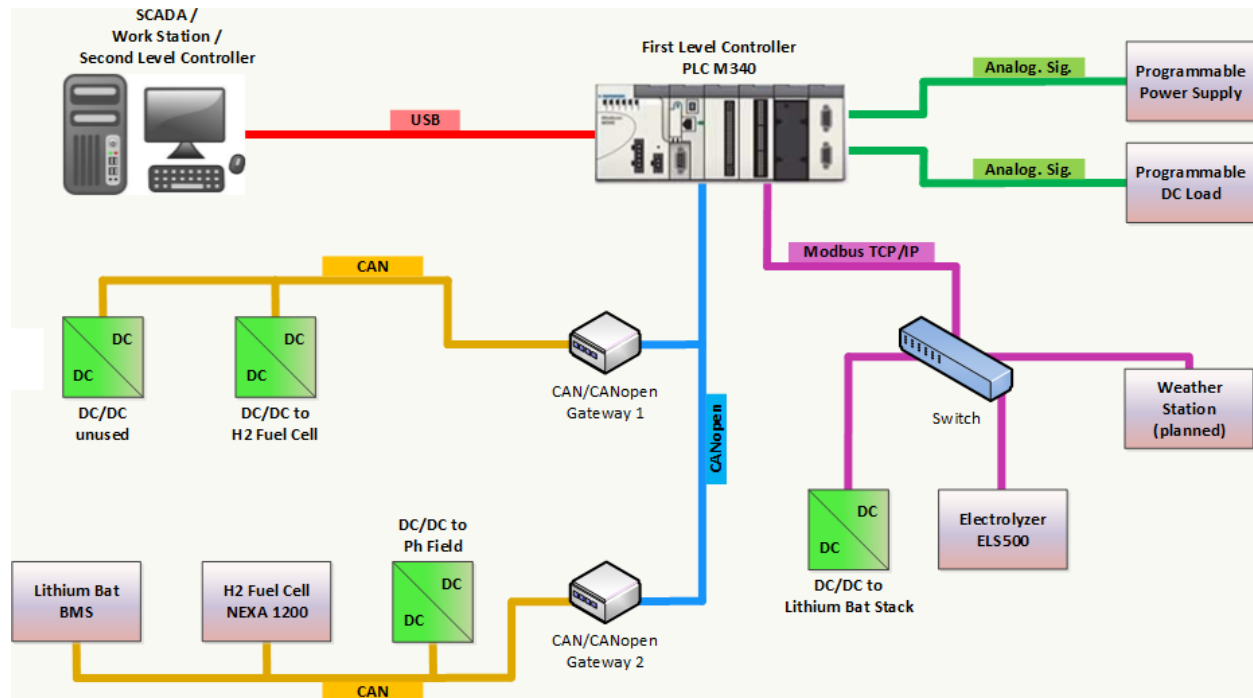 SCADA /
Work Station /
Second Level Controller
First Level Controller
PLC M340
Analog. Sig.
Programmable
Power Supply
USB
Analog. Sig.
Programmable
DC Load
Modbus TCP/IP
CAN
DC
DC
DC/DC
unused
DC
DC
DC/DC to
H2 Fuel Cell
CAN/CANopen
Gateway 1
CANopen
Switch
Weather
Station
(planned)
DC
DC
DC/DC to
Lithium Bat Stack
Electrolyzer
ELS500
Lithium Bat
BMS
H2 Fuel Cell
NEXA 1200
DC/DC to
Ph Field
DC
DC
CAN/CANopen
Gateway 2
CAN